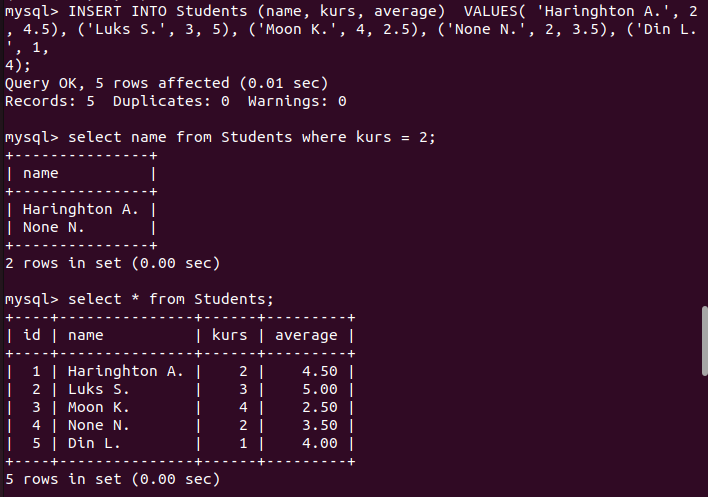 mysql> INSERT INTO Students (name, kurs, average)  VALUES( 'Haringhton A.', 2
, 4.5), ('Luks S.', 3, 5), ('Moon K.', 4, 2.5), ('None N.', 2, 3.5), ('Din L.
', 1,
4);
Query OK, 5 rows affected (0.01 sec)
Records: 5  Duplicates: 0  Warnings: 0

mysql> select name from Students where kurs = 2;
+---------------+
| name          |
+---------------+
| Haringhton A. |
| None N.       |
+---------------+
2 rows in set (0.00 sec)

mysql> select * from Students;
+----+---------------+------+---------+
| id | name          | kurs | average |
+----+---------------+------+---------+
|  1 | Haringhton A. |    2 |    4.50 |
|  2 | Luks S.       |    3 |    5.00 |
|  3 | Moon K.       |    4 |    2.50 |
|  4 | None N.       |    2 |    3.50 |
|  5 | Din L.        |    1 |    4.00 |
+----+---------------+------+---------+
5 rows in set (0.00 sec)